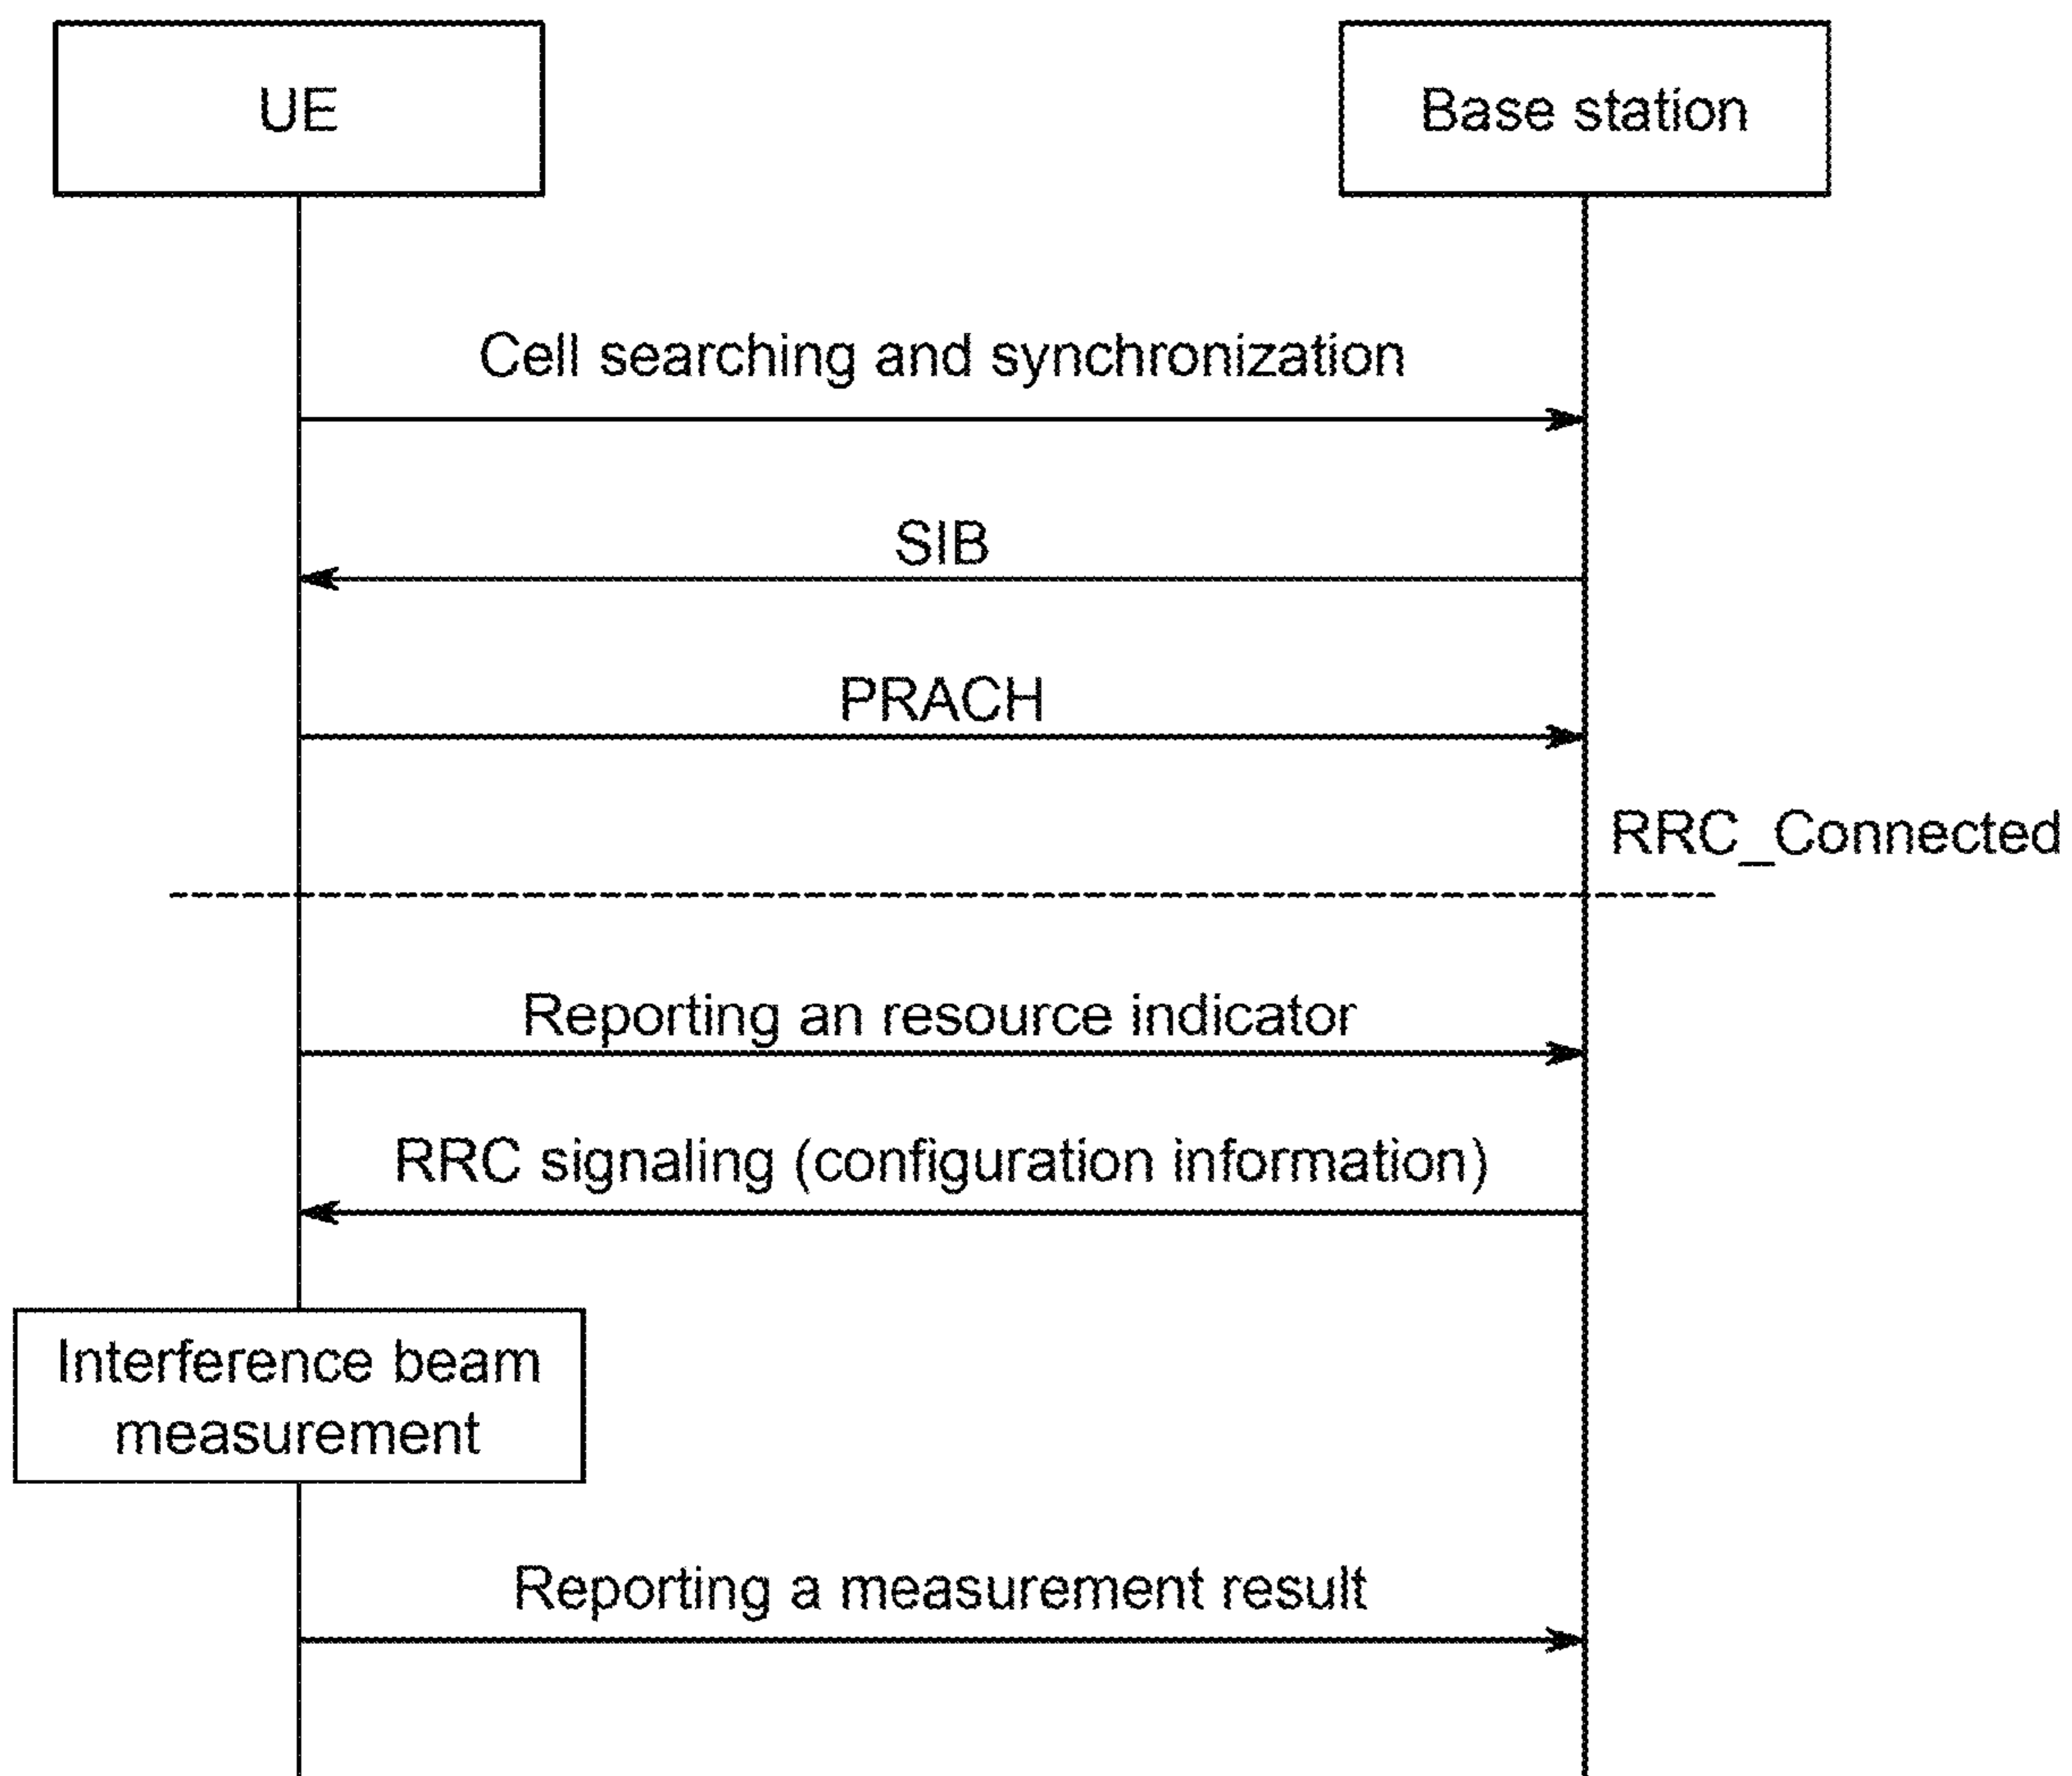 UE
Base station
Cell searching and synchronization
SIB
PRACH
RRC_Connected
Reporting an resource indicator
RRC signaling (configuration information)
Interference beam
measurement
Reporting a measurement result